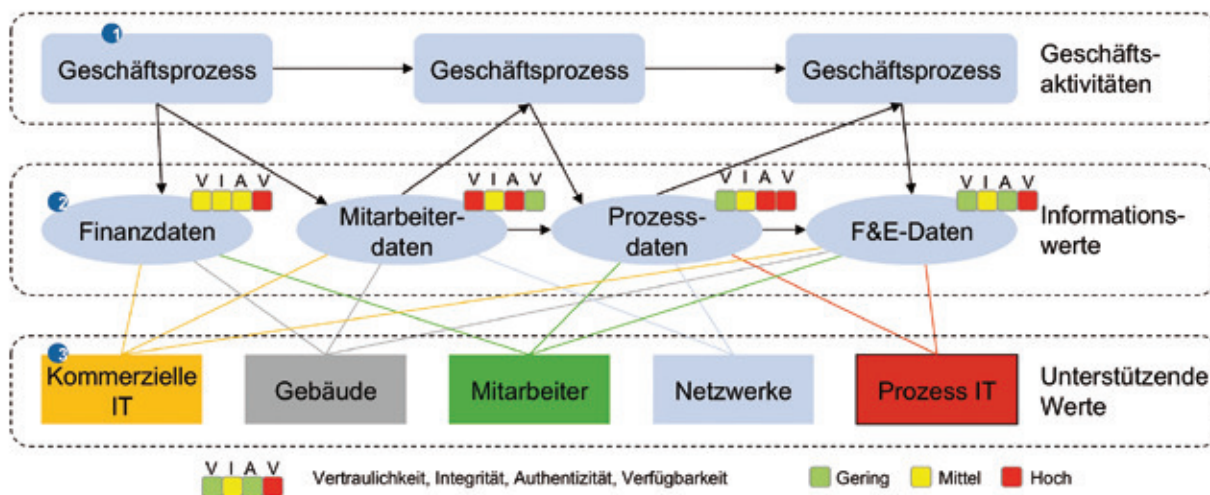 1
Geschäftsprozess
Geschäftsprozess
Geschäftsprozess
Geschäfts-
aktivitäten
2
V I A V
Finanzdaten
V I A V
Mitarbeiter-
daten
V I A V
Prozess-
daten
V I A V
F&E-Daten
Informations-
werte
3
Kommerzielle
IT
Gebäude
Mitarbeiter
Netzwerke
Prozess IT
Unterstützende
Werte
V I A V
Vertraulichkeit, Integrität, Authentizität, Verfügbarkeit
Gering
Mittel
Hoch